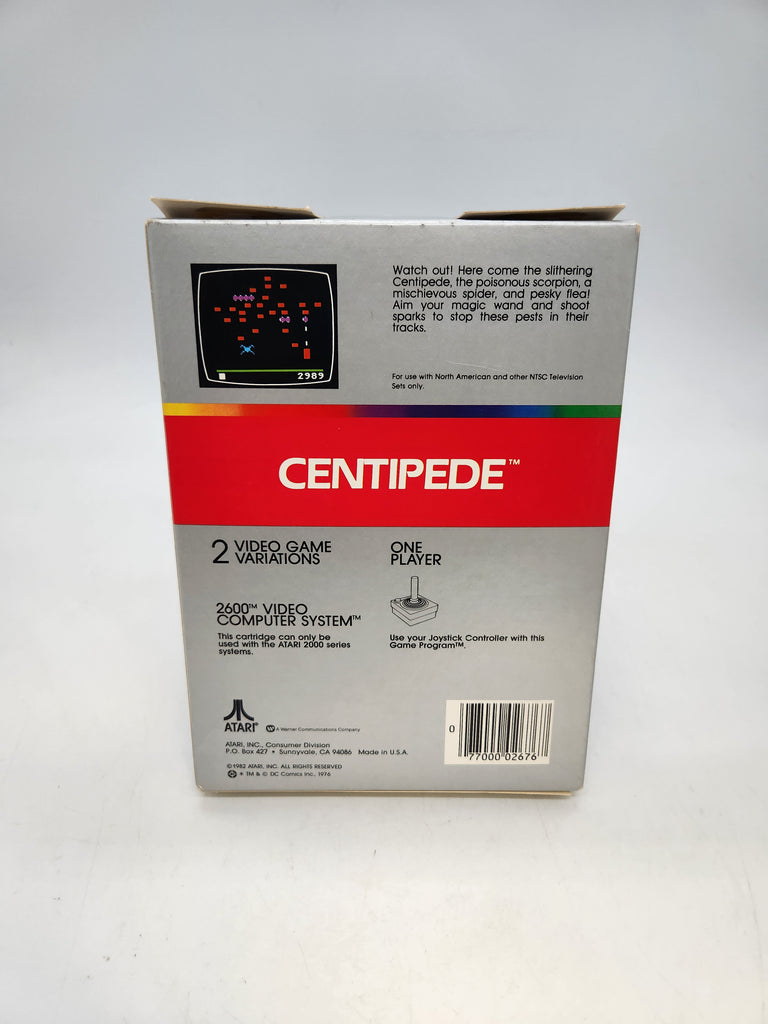 2989
Watch out! Here come the slithering
Centipede, the poisonous scorpion, a
mischievous spider, and pesky flea!
Aim your magic wand and shoot
sparks to stop these pests in their
tracks.
For use with North American and other NTSC Television
Sets only.
CENTIPEDE™
2 VIDEO GAME
VARIATIONS
ONE
PLAYER
2600™ VIDEO
COMPUTER SYSTEM™
This cartridge can only be
used with the ATARI 2000 series
systems.
Use your Joystick Controller with this
Game Program™.
ATARI®
A Warner Communications Company
ATARI, INC., Consumer Division
P.O. Box 427 • Sunnyvale, CA 94086 Made in U.S.A.
©1982 ATARI, INC. ALL RIGHTS RESERVED
* TM & © DC Comics Inc., 1976
0 77000 02676